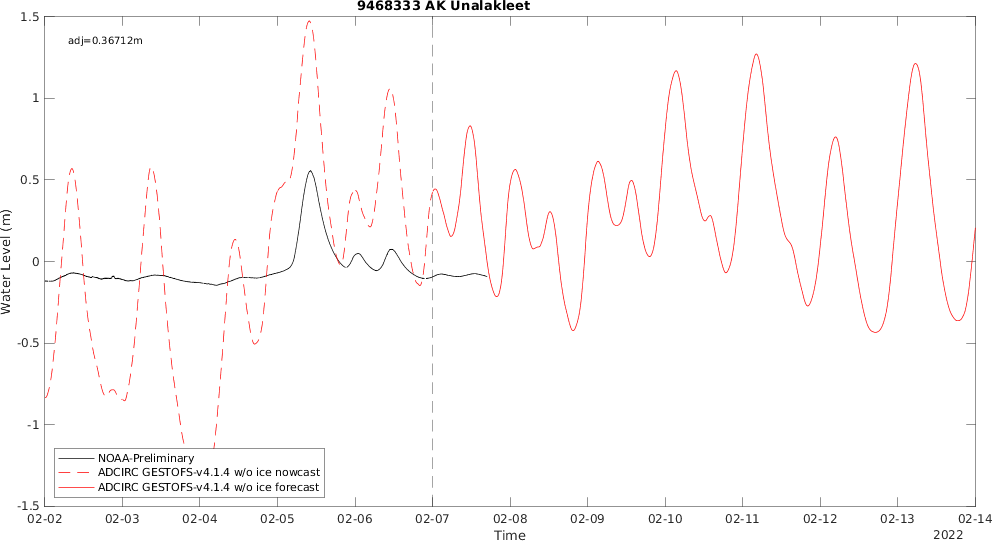 9468333 AK Unalakleet
adj=0.36712m
1.5
1
0.5
0
-0.5
-1
-1.5
Water Level (m)
NOAA-Preliminary
ADCIRC GESTOFS-v4.1.4 w/o ice nowcast
ADCIRC GESTOFS-v4.1.4 w/o ice forecast
02-02 02-03 02-04 02-05 02-06 02-07 02-08 02-09 02-10 02-11 02-12 02-13 02-14
Time
2022